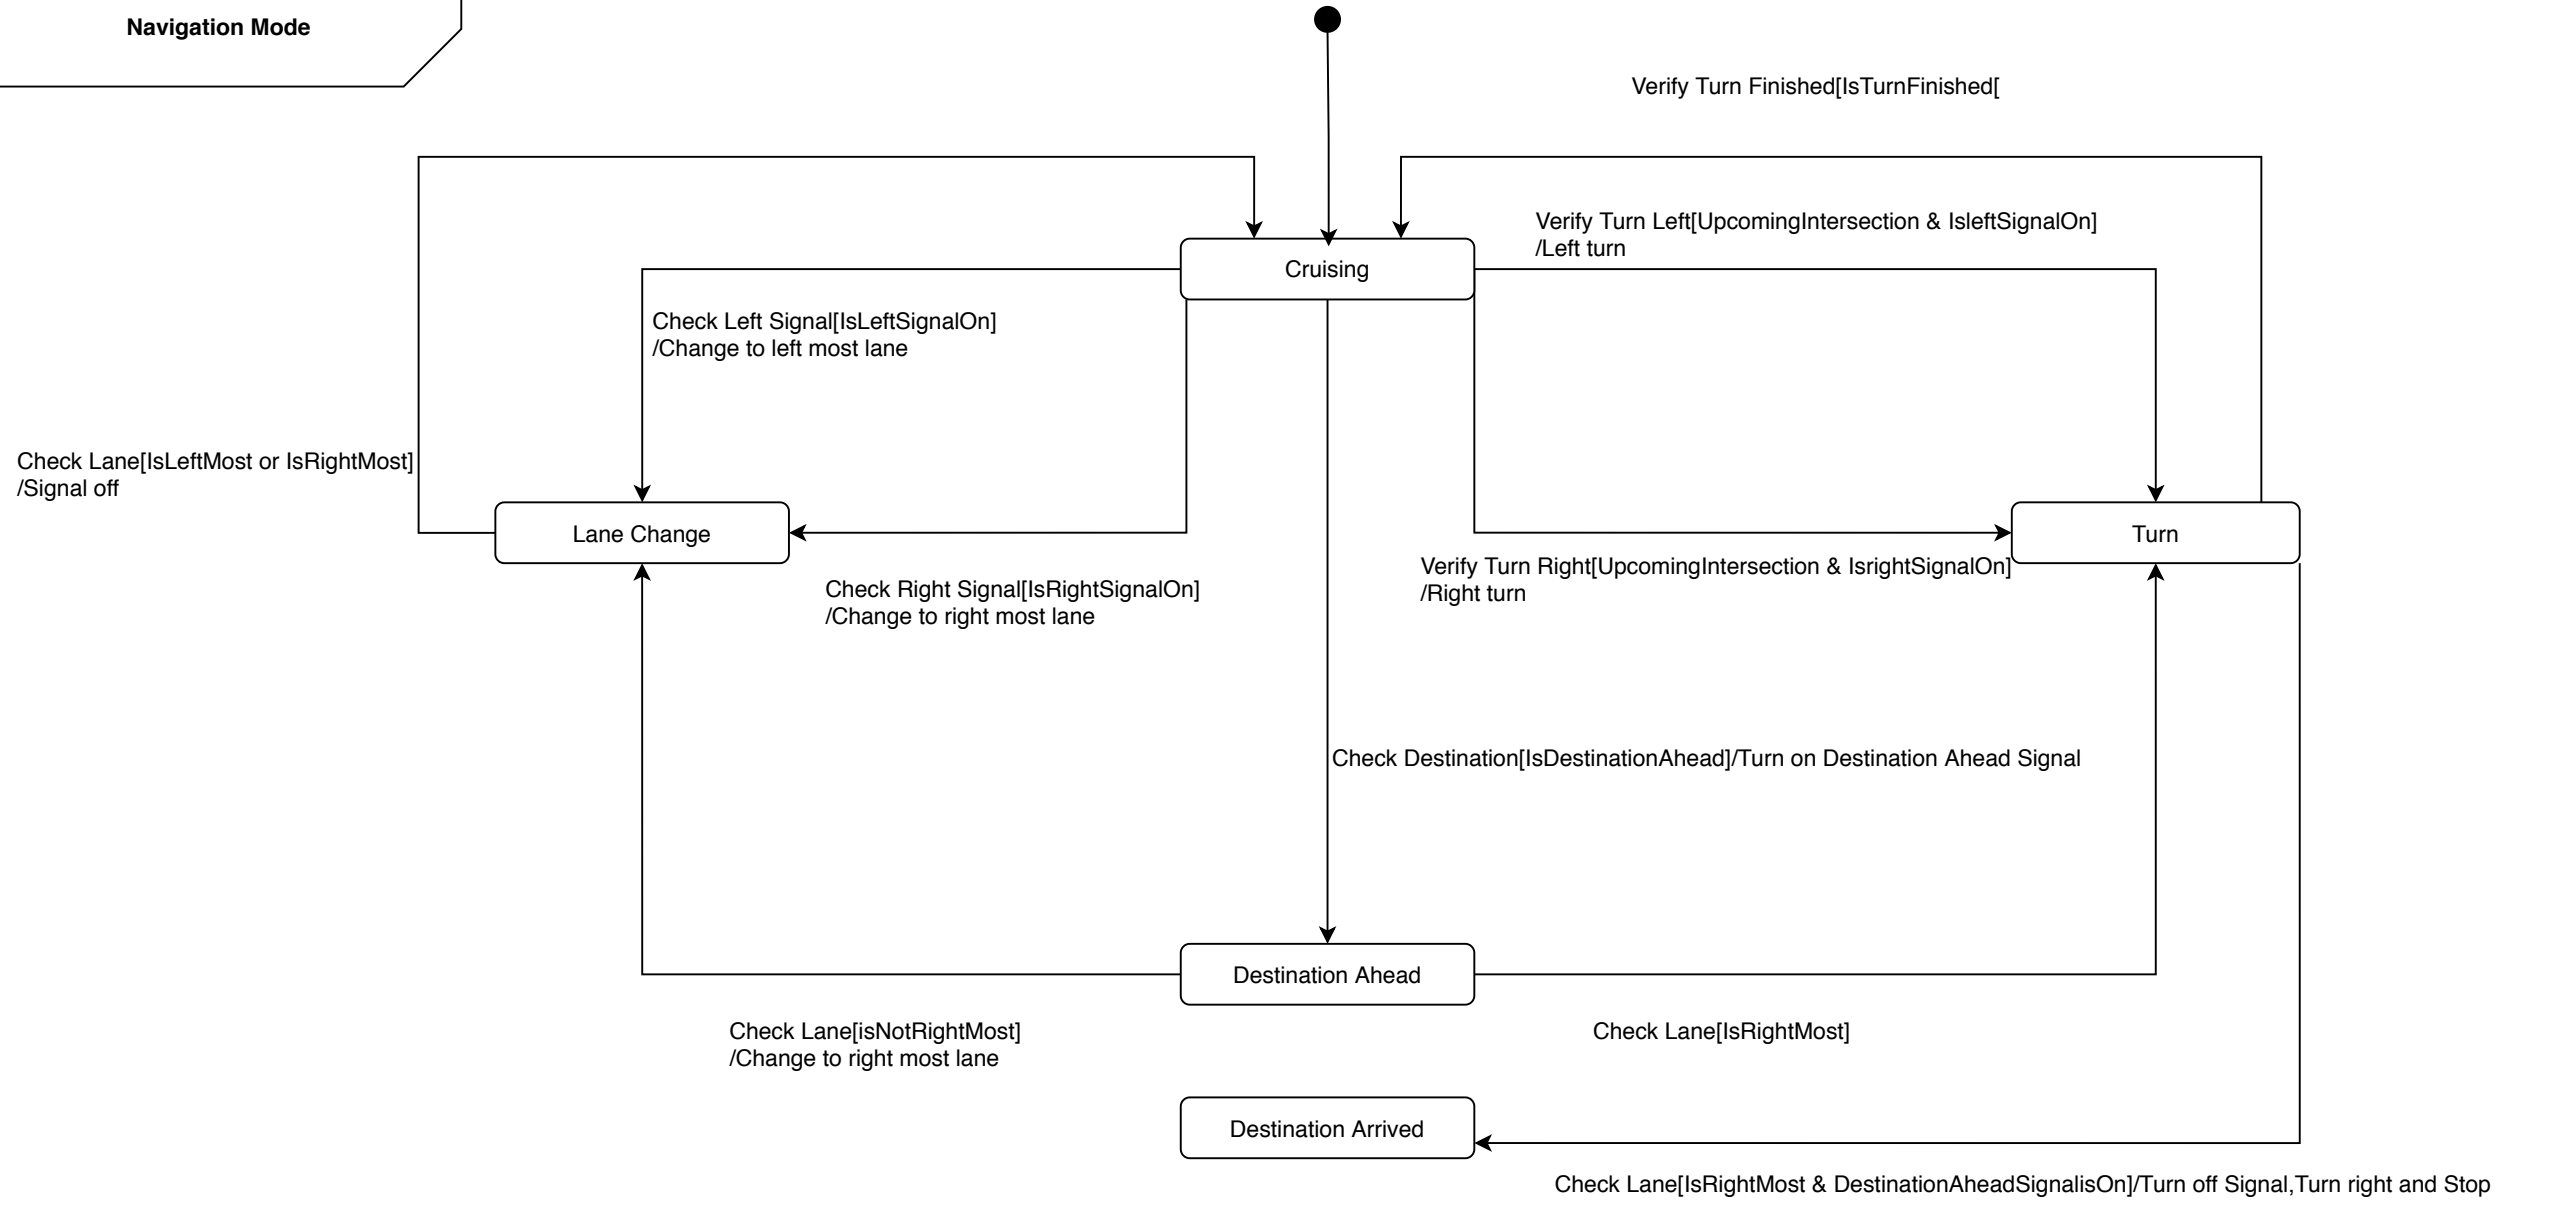 Navigation Mode
Verify Turn Finished[IsTurnFinished[
Verify Turn Left[UpcomingIntersection & IsleftSignalOn]
/Left turn
Cruising
Check Left Signal[IsLeftSignalOn]
/Change to left most lane
Check Lane[IsLeftMost or IsRightMost]
/Signal off
Lane Change
Turn
Check Right Signal[IsRightSignalOn]
/Change to right most lane
Verify Turn Right[UpcomingIntersection & IsrightSignalOn]
/Right turn
Check Destination[IsDestinationAhead]/Turn on Destination Ahead Signal
Destination Ahead
Check Lane[isNotRightMost]
/Change to right most lane
Check Lane[IsRightMost]
Destination Arrived
Check Lane[IsRightMost & DestinationAheadSignalisOn]/Turn off Signal,Turn right and Stop